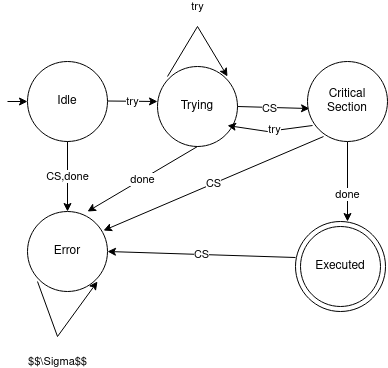 try
Idle
try
Trying
CS
Critical
Section
try
CS,done
done
CS
done
Error
CS
Executed
$$\Sigma$$